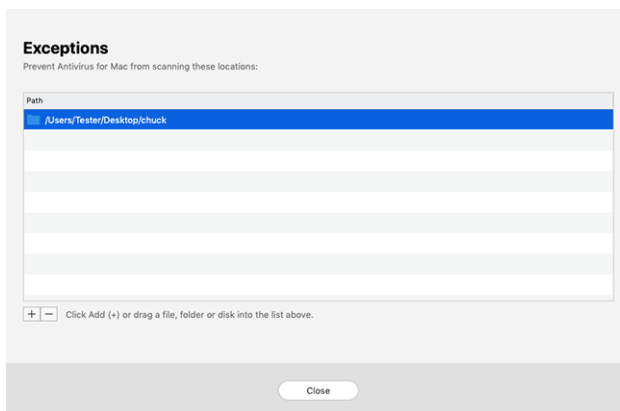 Exceptions
Prevent Antivirus for Mac from scanning these locations:
Path
/Users/Tester/Desktop/chuck
+ − Click Add (+) or drag a file, folder or disk into the list above.
Close